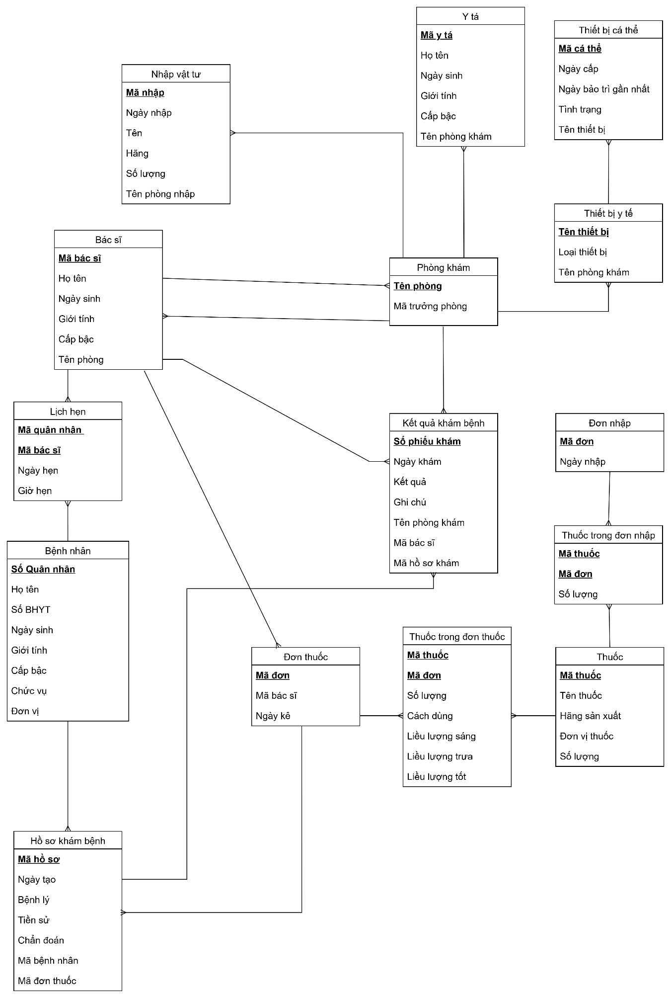 Y tá
Mã y tá
Họ tên
Ngày sinh
Giới tính
Cấp bậc
Tên phòng khám
Thiết bị cá thể
Mã cá thể
Ngày cấp
Ngày bảo trì gần nhất
Tình trạng
Tên thiết bị
Nhập vật tư
Mã nhập
Ngày nhập
Tên
Hãng
Số lượng
Tên phòng nhập
Thiết bị y tế
Tên thiết bị
Loại thiết bị
Tên phòng khám
Bác sĩ
Mã bác sĩ
Họ tên
Ngày sinh
Giới tính
Cấp bậc
Tên phòng
Phòng khám
Tên phòng
Mã trưởng phòng
Lịch hẹn
Mã quân nhân
Mã bác sĩ
Ngày hẹn
Giờ hẹn
Kết quả khám bệnh
Số phiếu khám
Ngày khám
Kết quả
Ghi chú
Tên phòng khám
Mã bác sĩ
Mã hồ sơ khám
Đơn nhập
Mã đơn
Ngày nhập
Thuốc trong đơn nhập
Mã thuốc
Mã đơn
Số lượng
Bệnh nhân
Số Quân nhân
Họ tên
Số BHYT
Ngày sinh
Giới tính
Cấp bậc
Chức vụ
Đơn vị
Đơn thuốc
Mã đơn
Mã bác sĩ
Ngày kê
Thuốc trong đơn thuốc
Mã thuốc
Mã đơn
Số lượng
Cách dùng
Liều lượng sáng
Liều lượng trưa
Liều lượng tốt
Thuốc
Mã thuốc
Tên thuốc
Hãng sản xuất
Đơn vị thuốc
Số lượng
Hồ sơ khám bệnh
Mã hồ sơ
Ngày tạo
Bệnh lý
Tiền sử
Chẩn đoán
Mã bệnh nhân
Mã đơn thuốc